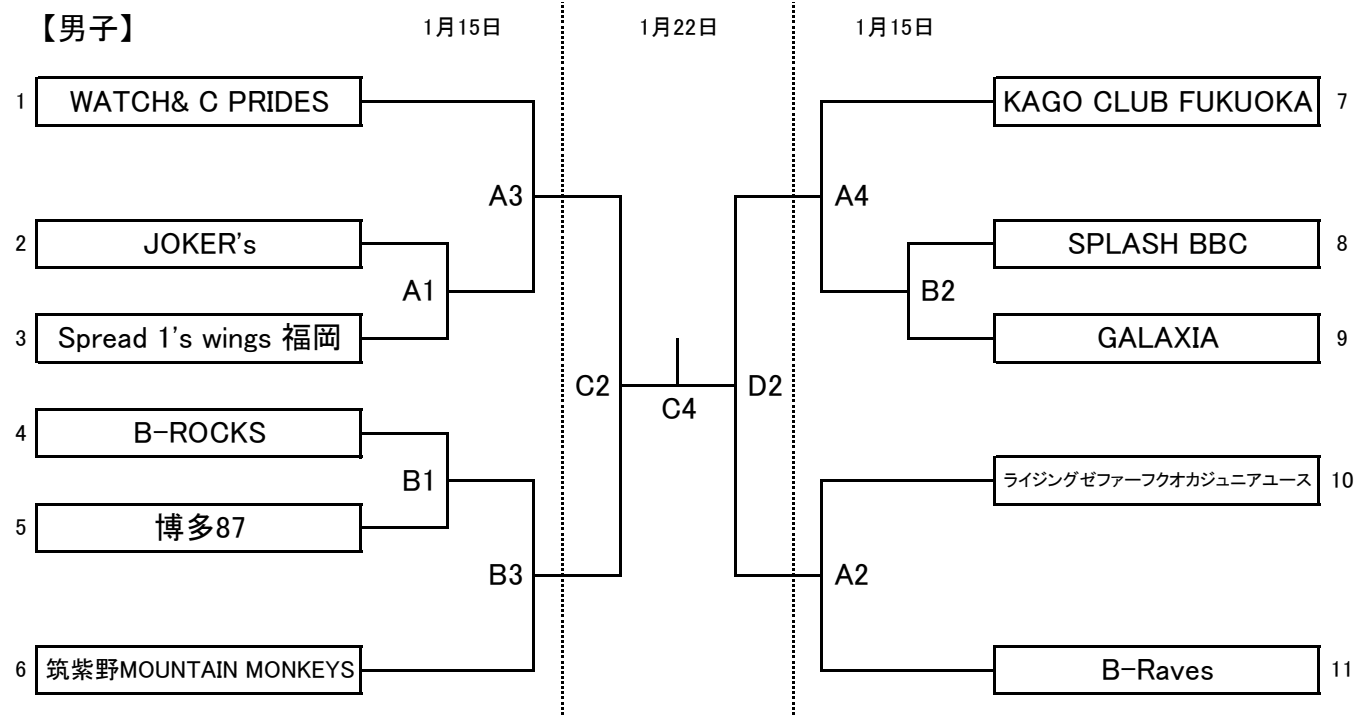 【男子】
1月15日
1月22日
1月15日
1 WATCH& C PRIDES
KAGO CLUB FUKUOKA 7
A3
A4
2 JOKER's
SPLASH BBC 8
A1
B2
3 Spread 1's wings 福岡
GALAXIA 9
C2
D2
C4
4 B-ROCKS
B1
ライジングゼファーフクオカジュニアユース 10
5 博多87
B3
A2
6 筑紫野MOUNTAIN MONKEYS
B-Raves 11